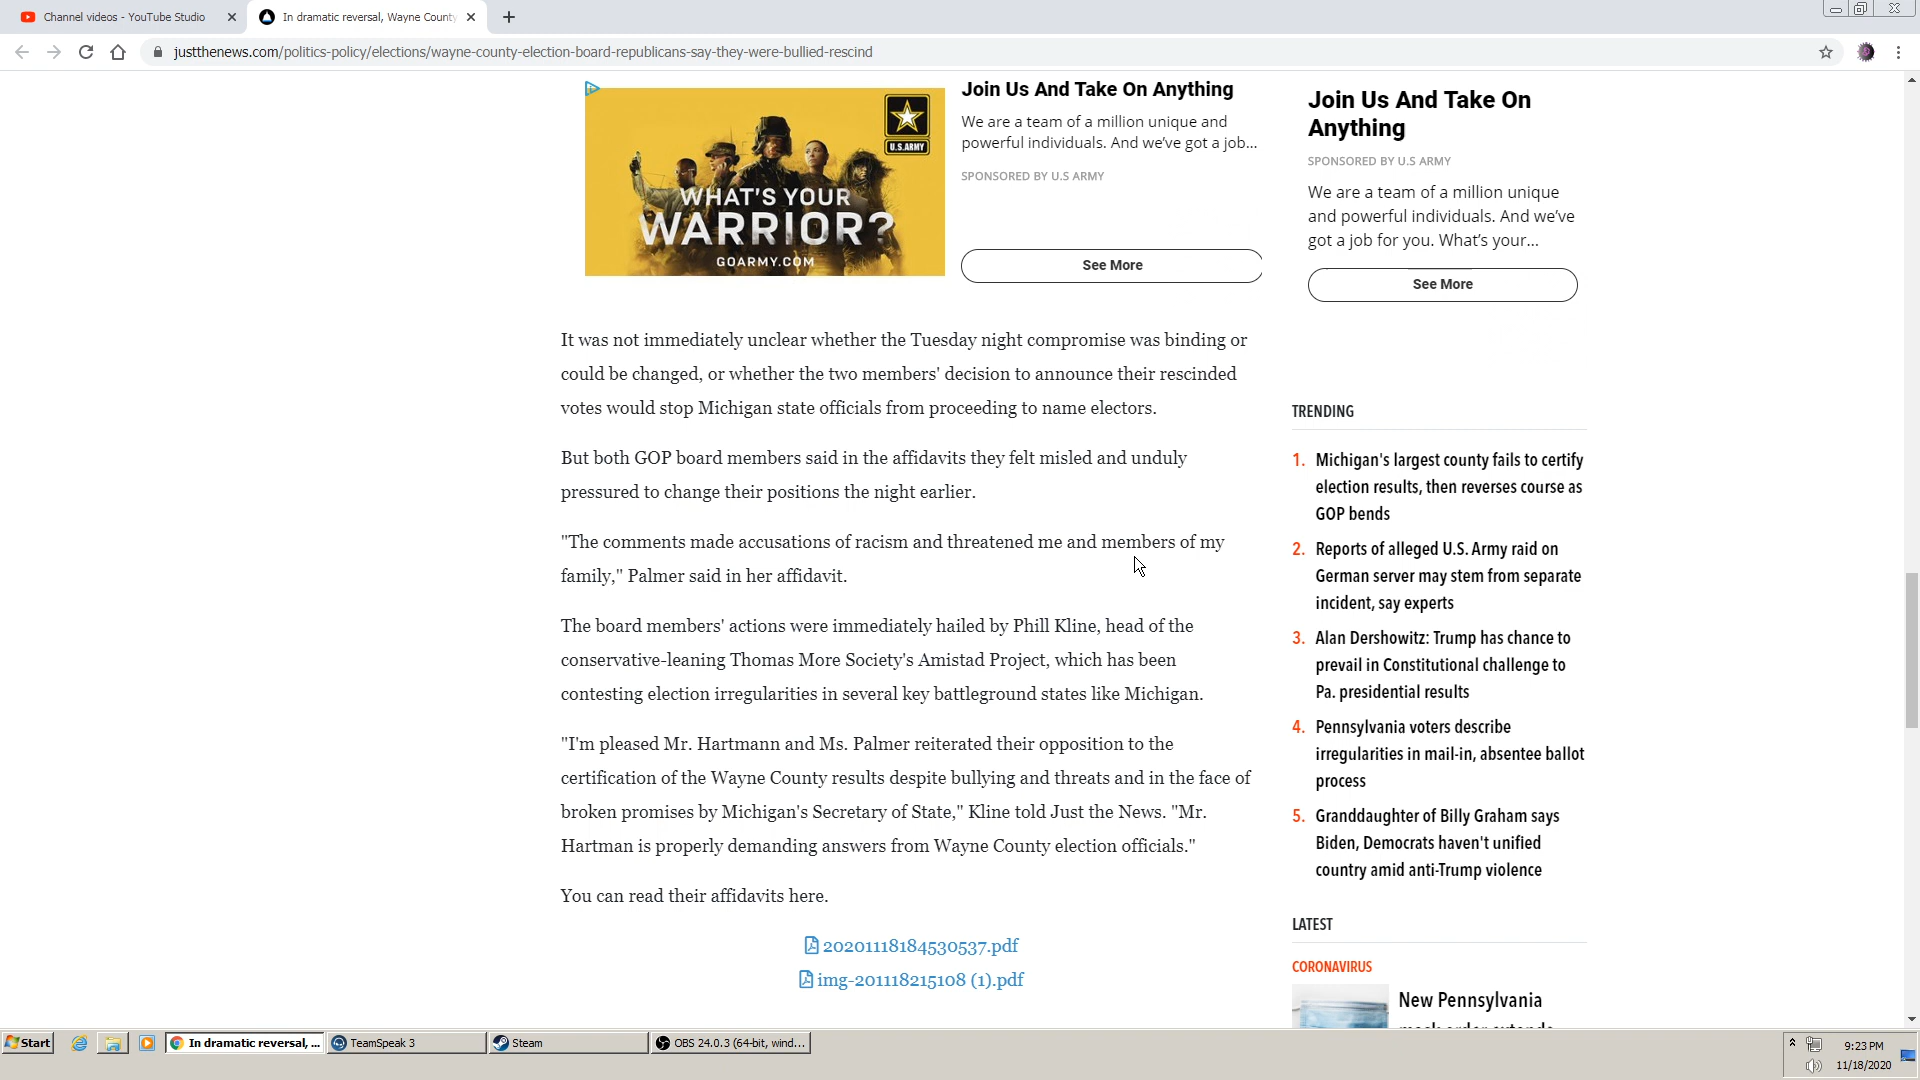 Channel videos - YouTube Studio
In dramatic reversal, Wayne County
justthenews.com/politics-policy/elections/wayne-county-election-board-republicans-say-they-were-bullied-rescind
U.S.ARMY
WHAT'S YOUR
WARRIOR?
GOARMY.COM
Join Us And Take On Anything
We are a team of a million unique and
powerful individuals. And we've got a job...
SPONSORED BY U.S ARMY
See More
Join Us And Take On
Anything
SPONSORED BY U.S ARMY
We are a team of a million unique
and powerful individuals. And we've
got a job for you. What's your...
See More
It was not immediately unclear whether the Tuesday night compromise was binding or
could be changed, or whether the two members' decision to announce their rescinded
votes would stop Michigan state officials from proceeding to name electors.
But both GOP board members said in the affidavits they felt misled and unduly
pressured to change their positions the night earlier.
"The comments made accusations of racism and threatened me and members of my
family," Palmer said in her affidavit.
The board members' actions were immediately hailed by Phill Kline, head of the
conservative-leaning Thomas More Society's Amistad Project, which has been
contesting election irregularities in several key battleground states like Michigan.
"I'm pleased Mr. Hartmann and Ms. Palmer reiterated their opposition to the
certification of the Wayne County results despite bullying and threats and in the face of
broken promises by Michigan's Secretary of State," Kline told Just the News. "Mr.
Hartman is properly demanding answers from Wayne County election officials."
You can read their affidavits here.
20201118184530537.pdf
img-201118215108 (1).pdf
TRENDING
1. Michigan's largest county fails to certify
election results, then reverses course as
GOP bends
2. Reports of alleged U.S. Army raid on
German server may stem from separate
incident, say experts
3. Alan Dershowitz: Trump has chance to
prevail in Constitutional challenge to
Pa. presidential results
4. Pennsylvania voters describe
irregularities in mail-in, absentee ballot
process
5. Granddaughter of Billy Graham says
Biden, Democrats haven't unified
country amid anti-Trump violence
LATEST
CORONAVIRUS
New Pennsylvania
Start
In dramatic reversal, ...
TeamSpeak 3
Steam
OBS 24.0.3 (64-bit, wind...
9:23 PM
11/18/2020